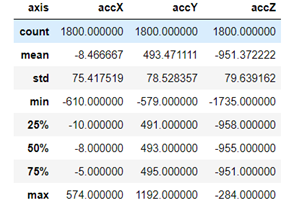 axis accX accY accZ
count 1800.000000 1800.000000 1800.000000
mean -8.466667 493.471111 -951.372222
std 75.417519 78.528357 79.639162
min -610.000000 -579.000000 -1735.000000
25% -10.000000 491.000000 -958.000000
50% -8.000000 493.000000 -955.000000
75% -5.000000 495.000000 -951.000000
max 574.000000 1192.000000 -284.000000